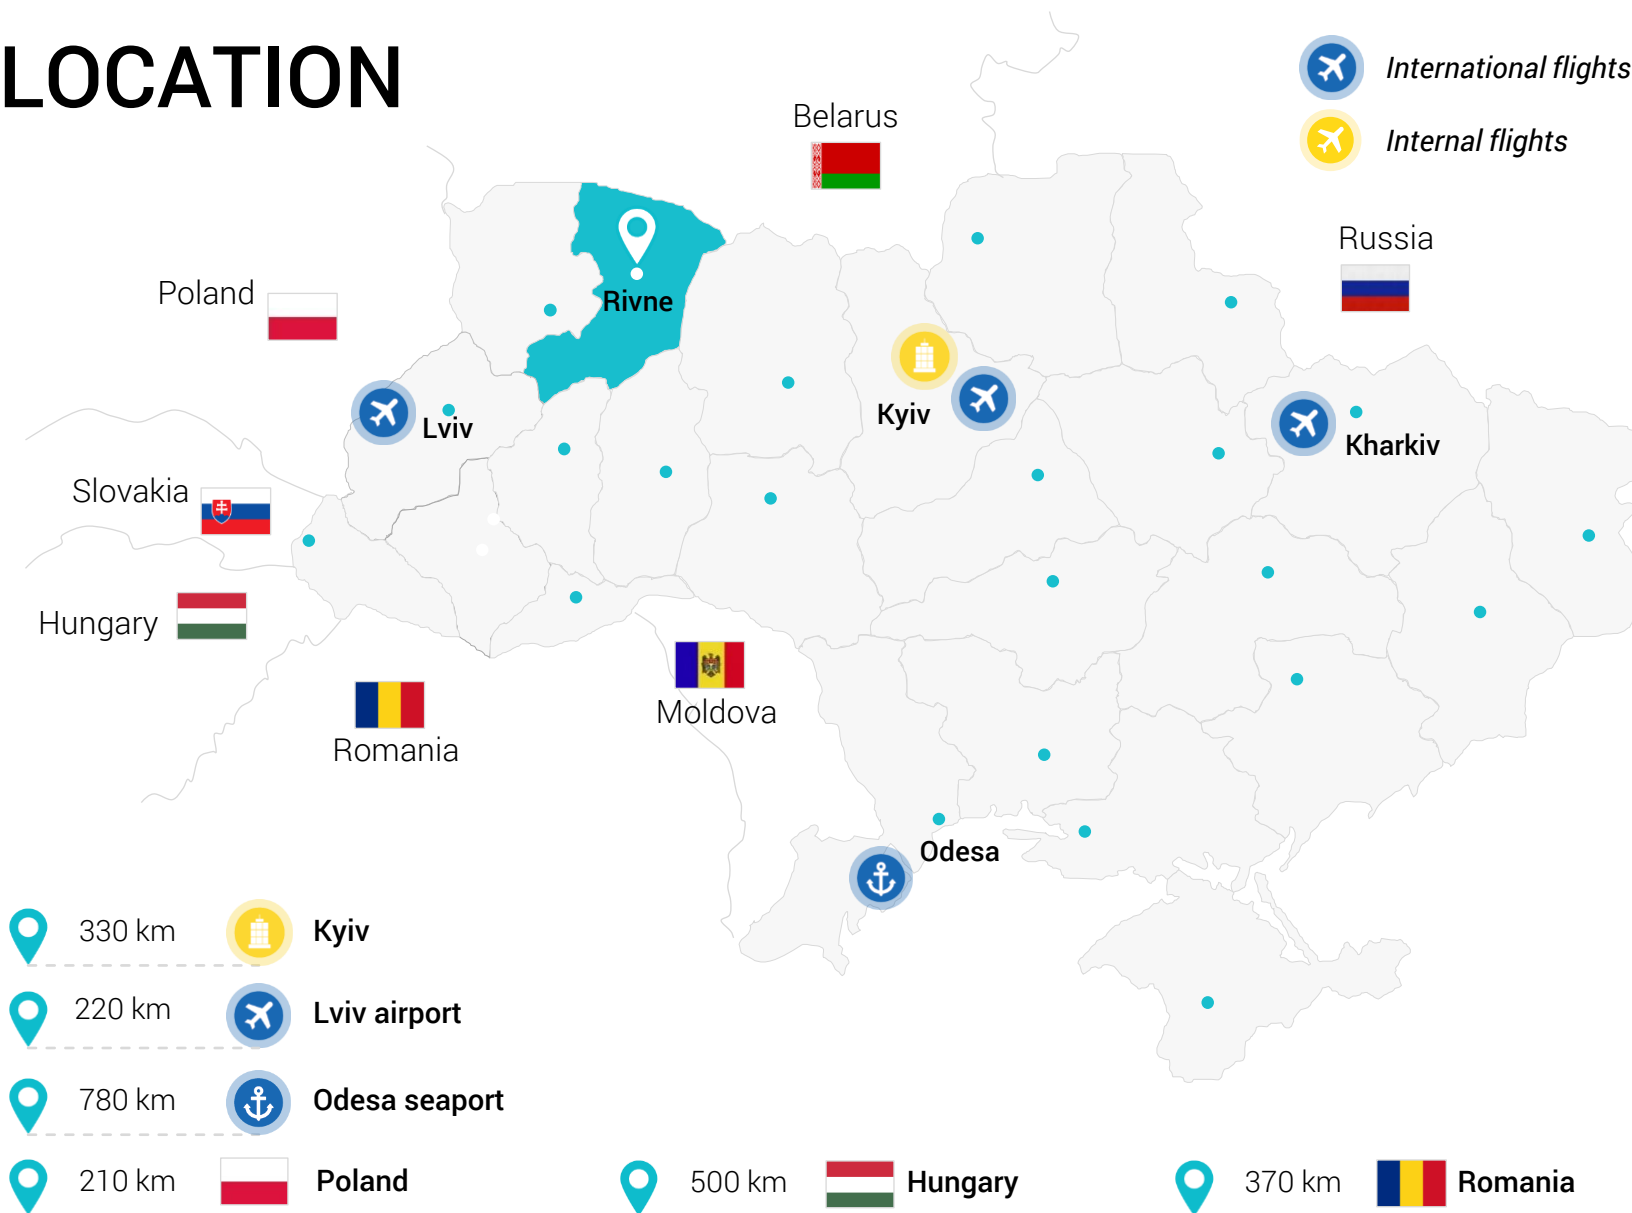 LOCATION
International flights
Internal flights
Belarus
Russia
Poland
Rivne
Lviv
Kyiv
Kharkiv
Slovakia
Hungary
Moldova
Romania
Odesa
330 km Kyiv
220 km Lviv airport
780 km Odesa seaport
210 km Poland
500 km Hungary
370 km Romania